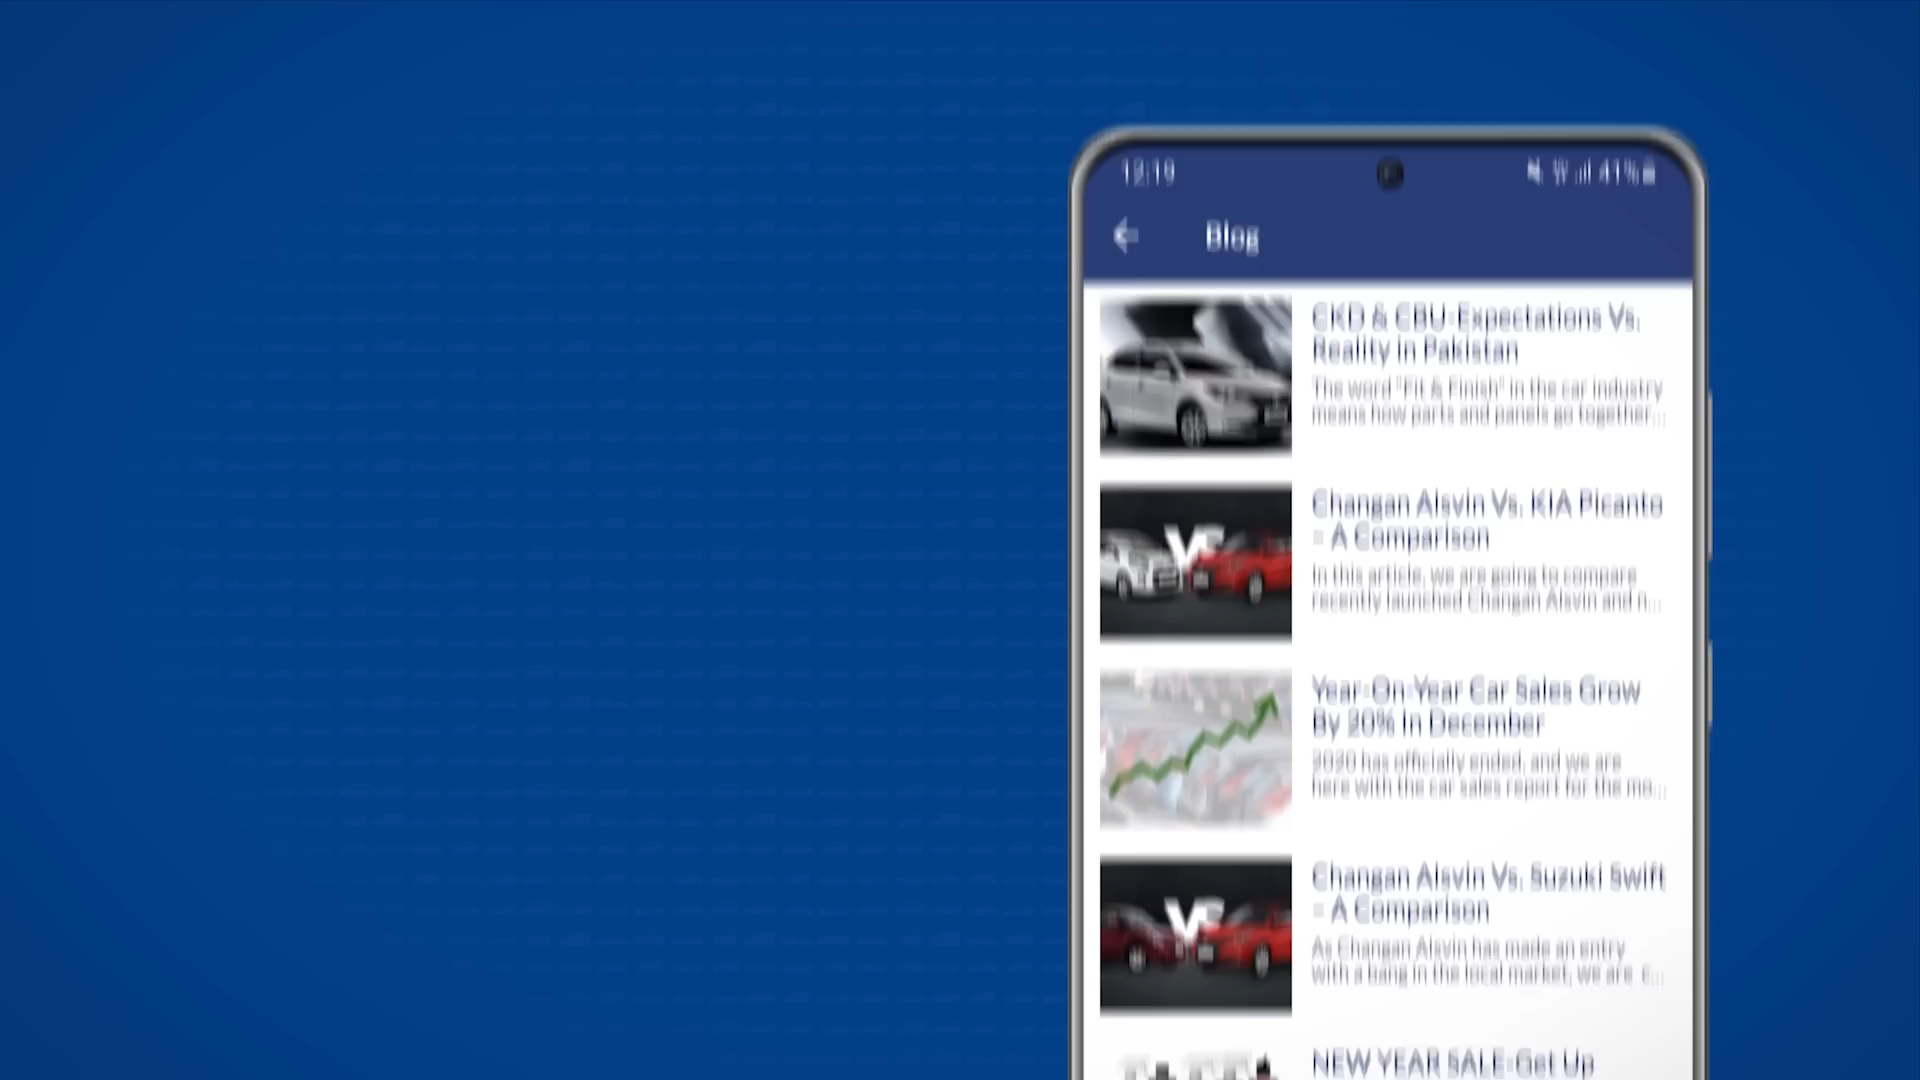 12:19
41%
Blog
CKD & CBU-Expectations Vs.
Reality in Pakistan
The word "Fit & Finish" in the car industry
means how parts and panels go together...
Changan Alsvin Vs. KIA Picanto
- A Comparison
VS
In this article, we are going to compare
recently launched Changan Alsvin and n...
Year-On-Year Car Sales Grow
By 20% in December
2020 has officially ended, and we are
here with the car sales report for the mo...
Changan Alsvin Vs. Suzuki Swift
- A Comparison
VS
As Changan Alsvin has made an entry
with a bang in the local market, we are c...
NEW YEAR SALE-Get Up